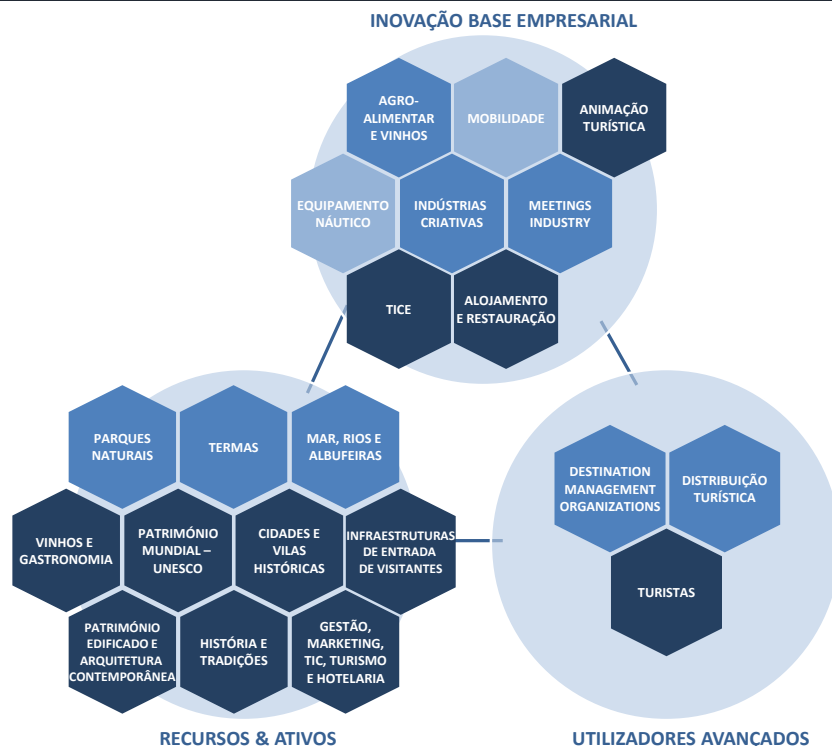 INOVAÇÃO BASE EMPRESARIAL
AGRO-
ALIMENTAR
E VINHOS
MOBILIDADE
ANIMAÇÃO
TURÍSTICA
EQUIPAMENTO
NÁUTICO
INDÚSTRIAS
CRIATIVAS
MEETINGS
INDUSTRY
TICE
ALOJAMENTO
E RESTAURAÇÃO
PARQUES
NATURAIS
TERMAS
MAR, RIOS E
ALBUFEIRAS
VINHOS E
GASTRONOMIA
PATRIMÓNIO
MUNDIAL –
UNESCO
CIDADES E
VILAS
HISTÓRICAS
INFRAESTRUTURAS
DE ENTRADA
DE VISITANTES
PATRIMÓNIO
EDIFICADO E
ARQUITETURA
CONTEMPORÂNEA
HISTÓRIA E
TRADIÇÕES
GESTÃO,
MARKETING,
TIC, TURISMO
E HOTELARIA
RECURSOS & ATIVOS
DESTINATION
MANAGEMENT
ORGANIZATIONS
DISTRIBUIÇÃO
TURÍSTICA
TURISTAS
UTILIZADORES AVANÇADOS